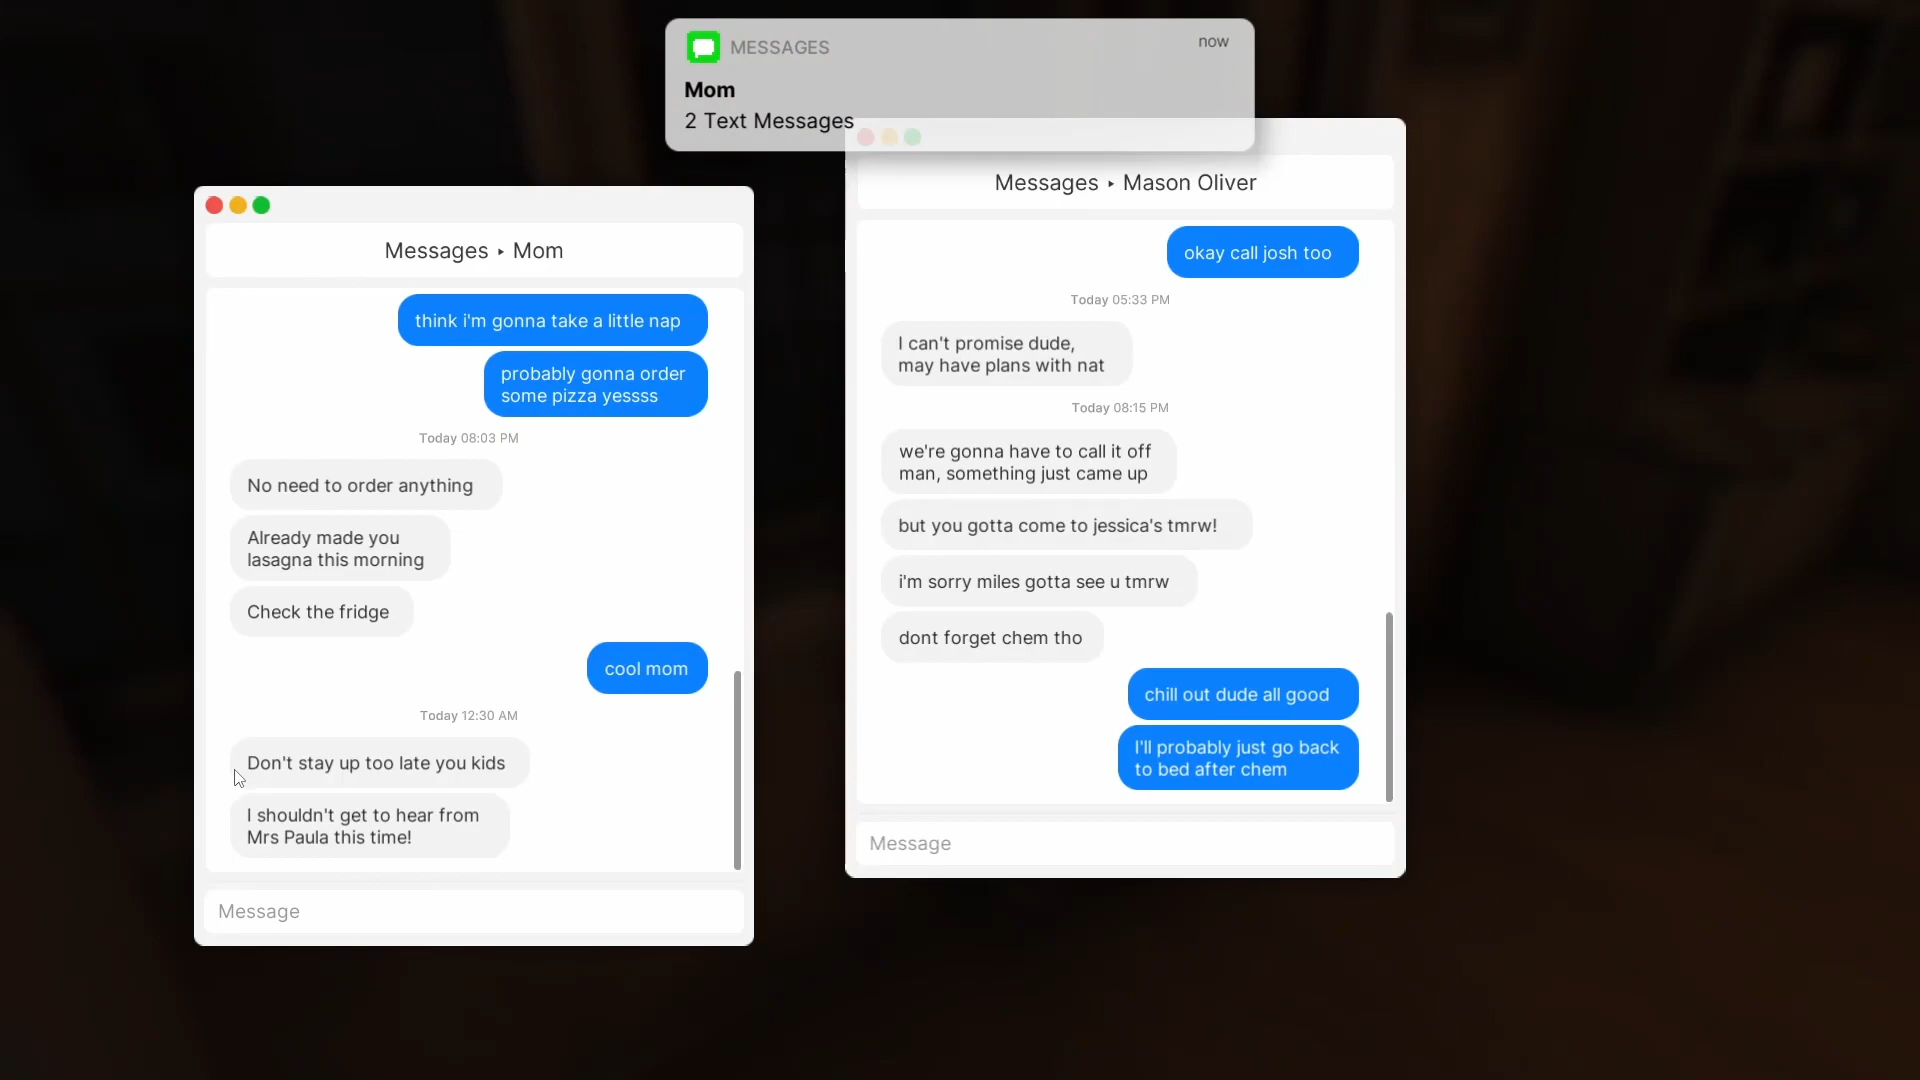 MESSAGES
now
Mom
2 Text Messages
Messages ‣ Mom
think i'm gonna take a little nap
probably gonna order
some pizza yessss
Today 08:03 PM
No need to order anything
Already made you
lasagna this morning
Check the fridge
cool mom
Today 12:30 AM
Don't stay up too late you kids
I shouldn't get to hear from
Mrs Paula this time!
Message
Messages ‣ Mason Oliver
okay call josh too
Today 05:33 PM
I can't promise dude,
may have plans with nat
Today 08:15 PM
we're gonna have to call it off
man, something just came up
but you gotta come to jessica's tmrw!
i'm sorry miles gotta see u tmrw
dont forget chem tho
chill out dude all good
I'll probably just go back
to bed after chem
Message